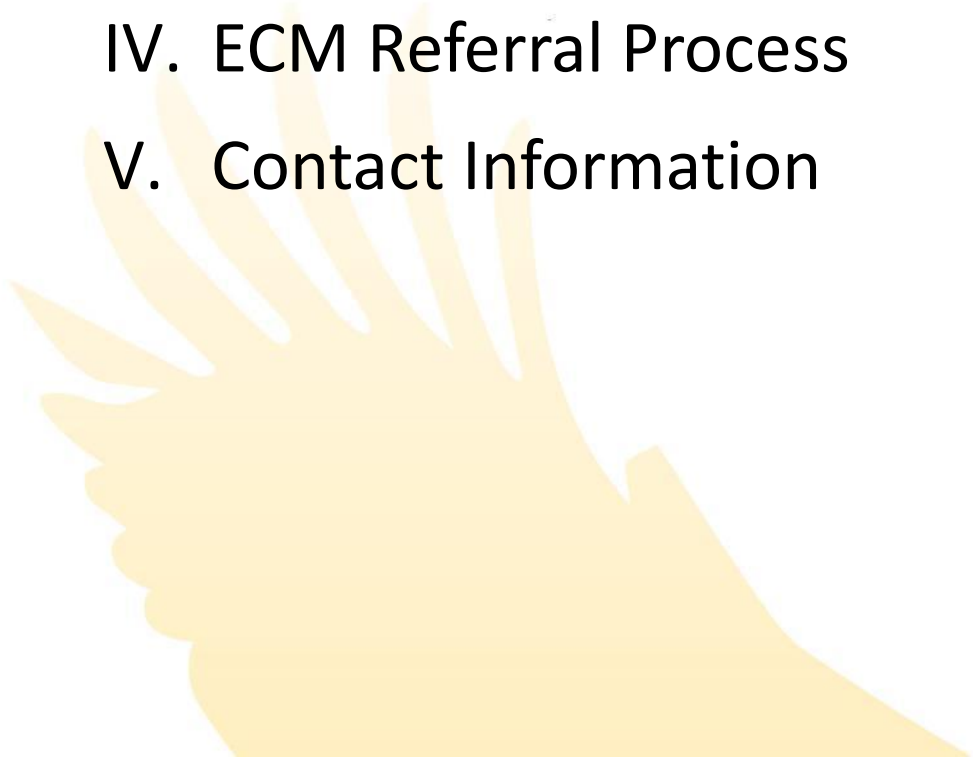 IV. ECM Referral Process
V. Contact Information